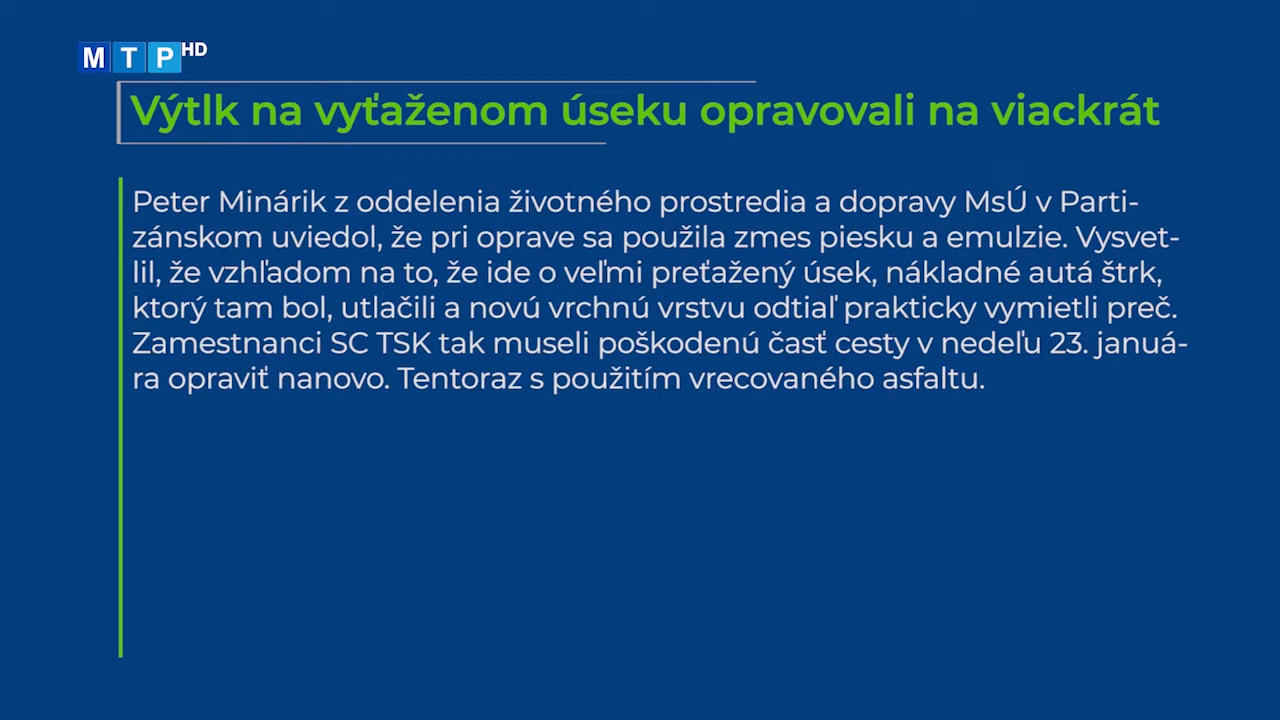 MTP HD
Výtlk na vyťaženom úseku opravovali na viackrát
Peter Minárik z oddelenia životného prostredia a dopravy MsÚ v Parti-
zánskom uviedol, že pri oprave sa použila zmes piesku a emulzie. Vysvet-
lil, že vzhľadom na to, že ide o veľmi preťažený úsek, nákladné autá štrk,
ktorý tam bol, utlačili a novú vrchnú vrstvu odtiaľ prakticky vymietli preč.
Zamestnanci SC TSK tak museli poškodenú časť cesty v nedeľu 23. januá-
ra opraviť nanovo. Tentoraz s použitím vrecovaného asfaltu.